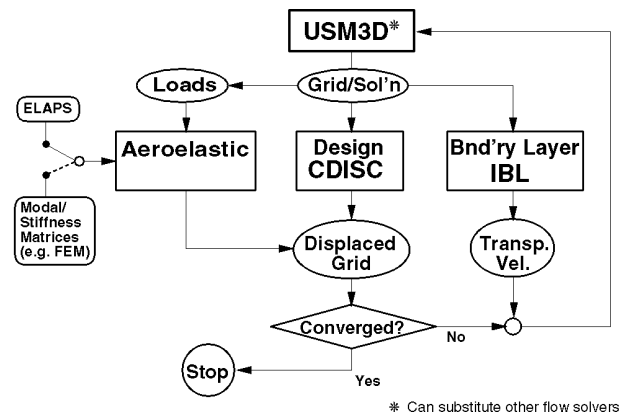 USM3D*
Loads
Grid/Sol'n
ELAPS
Aeroelastic
Design
CDISC
Bnd'ry Layer
IBL
Modal/
Stiffness
Matrices
(e.g. FEM)
Displaced
Grid
Transp.
Vel.
Converged?
No
Stop
Yes
* Can substitute other flow solvers